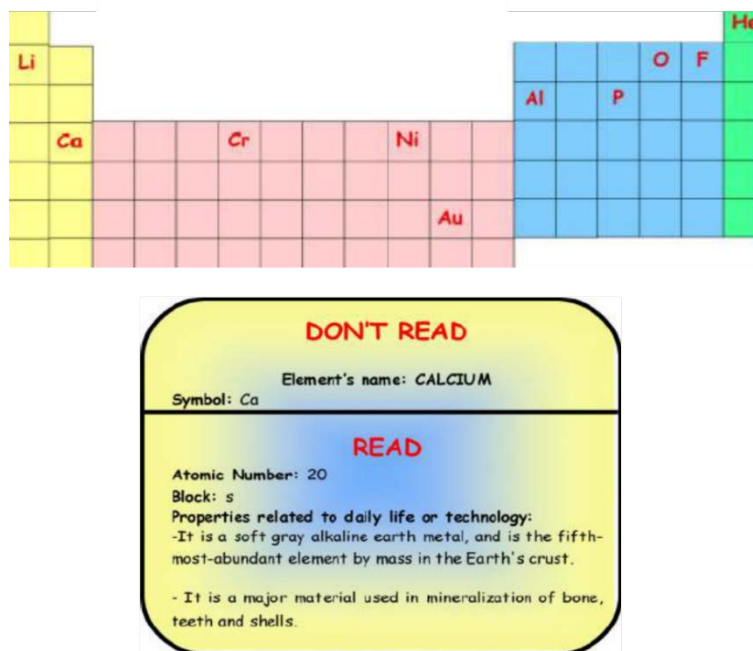 He
Li O F
Al P
Ca Cr Ni
Au
DON'T READ
Element's name: CALCIUM
Symbol: Ca
READ
Atomic Number: 20
Block: s
Properties related to daily life or technology:
-It is a soft gray alkaline earth metal, and is the fifth-
most-abundant element by mass in the Earth's crust.
- It is a major material used in mineralization of bone,
teeth and shells.